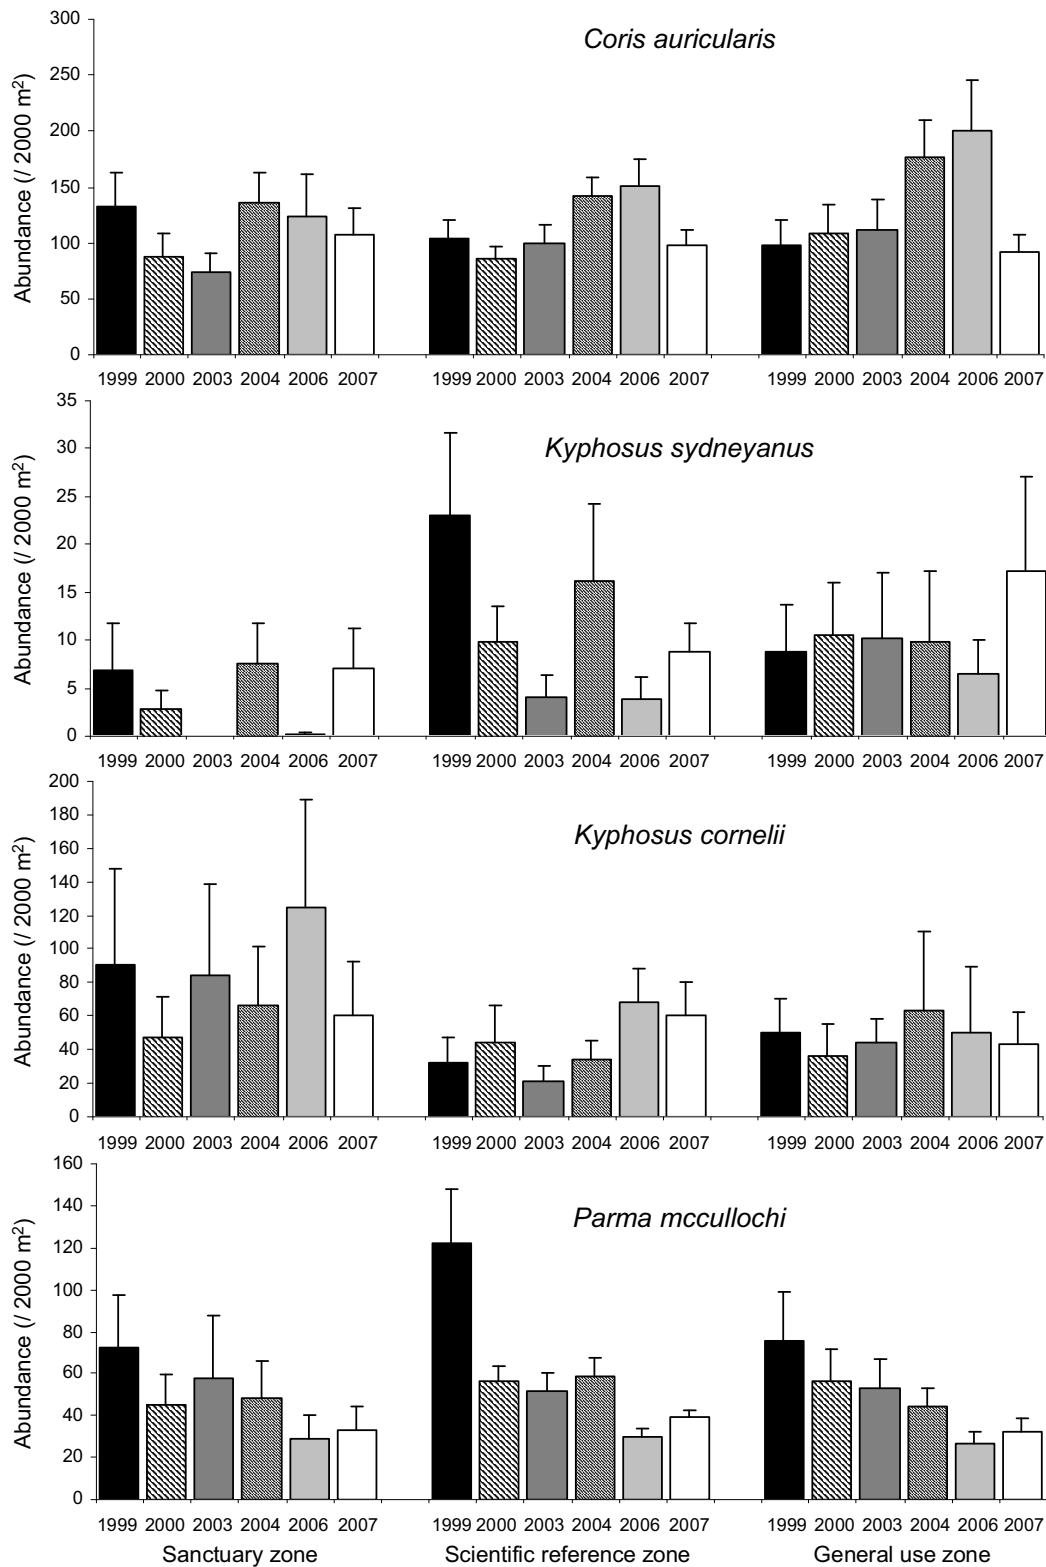 Coris auricularis
Abundance (/ 2000 m²)
300
250
200
150
100
50
0
1999 2000 2003 2004 2006 2007 1999 2000 2003 2004 2006 2007 1999 2000 2003 2004 2006 2007
Kyphosus sydneyanus
Abundance (/ 2000 m²)
35
30
25
20
15
10
5
0
1999 2000 2003 2004 2006 2007 1999 2000 2003 2004 2006 2007 1999 2000 2003 2004 2006 2007
Kyphosus cornelii
Abundance (/ 2000 m²)
200
180
160
140
120
100
80
60
40
20
0
1999 2000 2003 2004 2006 2007 1999 2000 2003 2004 2006 2007 1999 2000 2003 2004 2006 2007
Parma mccullochi
Abundance (/ 2000 m²)
160
140
120
100
80
60
40
20
0
1999 2000 2003 2004 2006 2007 1999 2000 2003 2004 2006 2007 1999 2000 2003 2004 2006 2007
Sanctuary zone Scientific reference zone General use zone